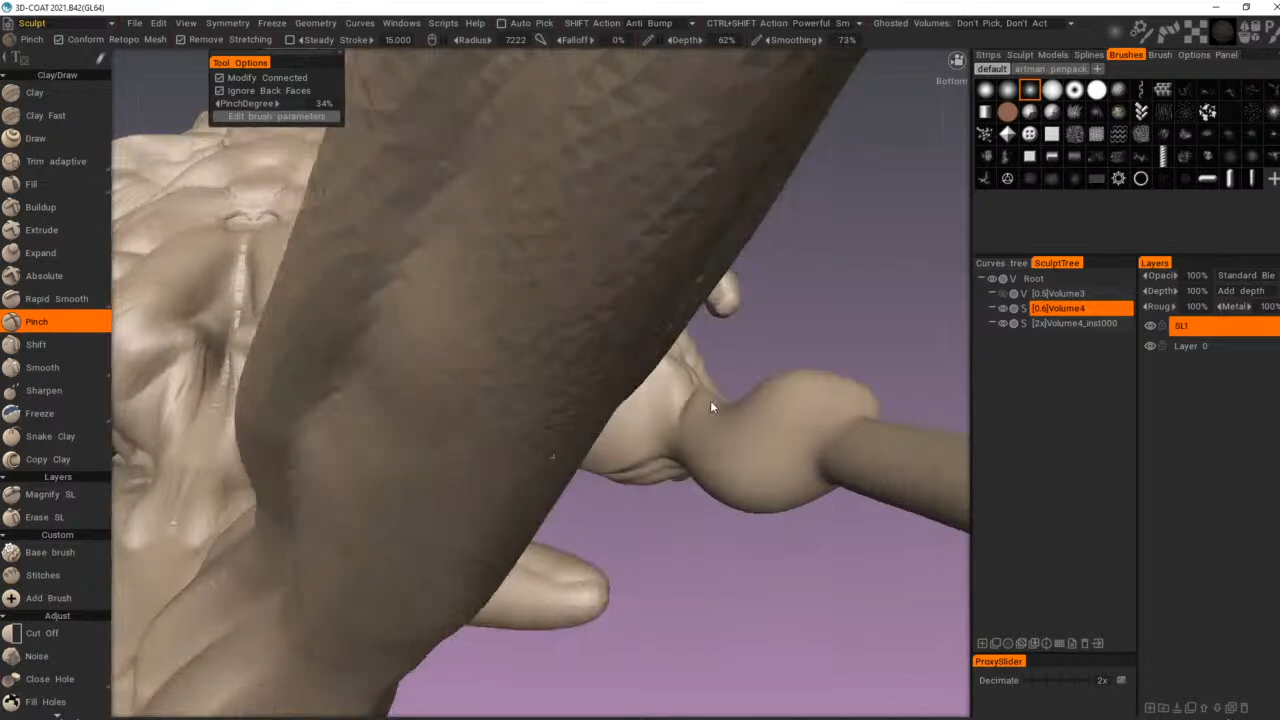 3D-COAT 2021.B42(GL64)
Sculpt File Edit View Symmetry Freeze Geometry Curves Windows Scripts Help Auto Pick SHIFT Action Anti Bump CTRL+SHIFT Action Powerful Sm Ghosted Volumes: Don't Pick, Don't Act
Pinch Conform Retopo Mesh Remove Stretching Steady Stroke 15.000 Radius 7222 Falloff 0% Depth 62% Smoothing 73%
Tool Options
Modify Connected
Ignore Back Faces
PinchDegree 34%
Edit brush parameters
Clay/Draw
Clay
Clay Fast
Draw
Trim adaptive
Fill
Buildup
Extrude
Expand
Absolute
Rapid Smooth
Pinch
Shift
Smooth
Sharpen
Freeze
Snake Clay
Copy Clay
Layers
Magnify SL
Erase SL
Custom
Base brush
Stitches
Add Brush
Adjust
Cut Off
Noise
Close Hole
Fill Holes
Bottom
Strips Sculpt Models Splines Brushes Brush Options Panel
default artman penpack +
Curves tree SculptTree
V Root
V [0.5]Volume3
S [0.6]Volume4
S [2x]Volume4_inst000
ProxySlider
Decimate 2x
Layers
Opaci 100% Standard Ble
Depth 100% Add depth
Roug 100% Metal 100%
SL1
Layer 0